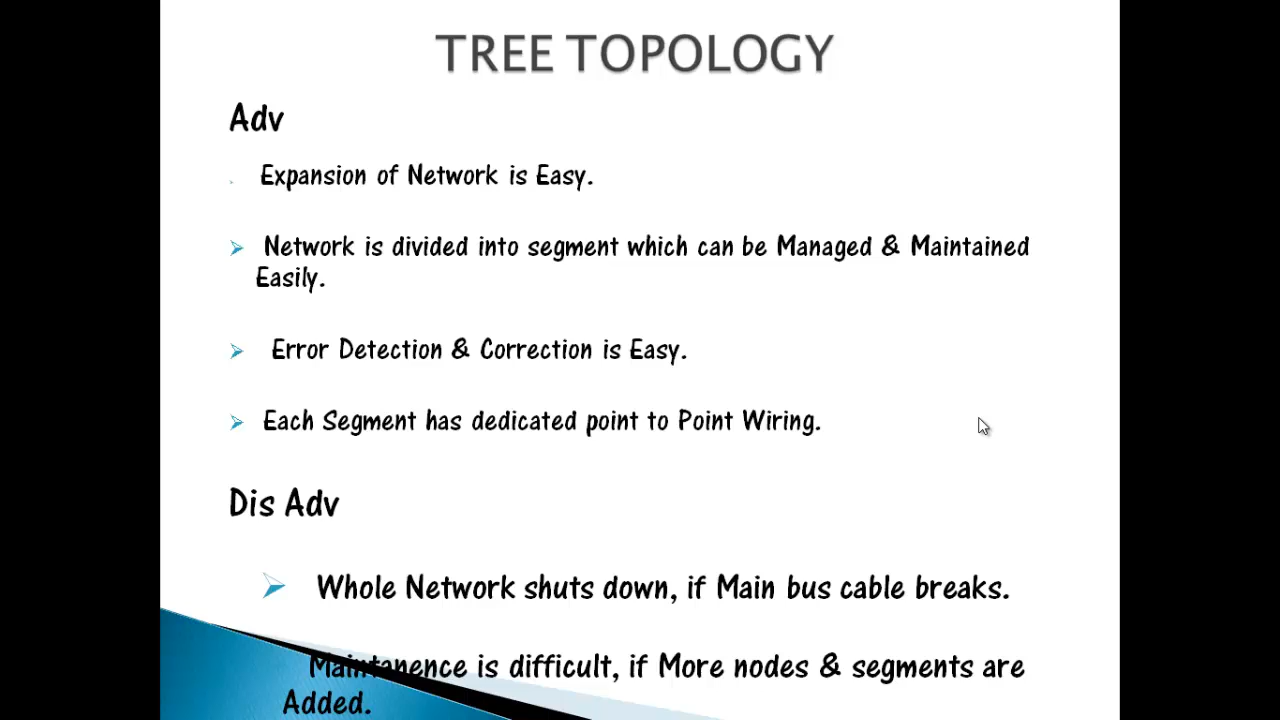 TREE TOPOLOGY
Adv
Expansion of Network is Easy.
Network is divided into segment which can be Managed & Maintained
Easily.
Error Detection & Correction is Easy.
Each Segment has dedicated point to Point Wiring.
Dis Adv
Whole Network shuts down, if Main bus cable breaks.
Maintanence is difficult, if More nodes & segments are
Added.